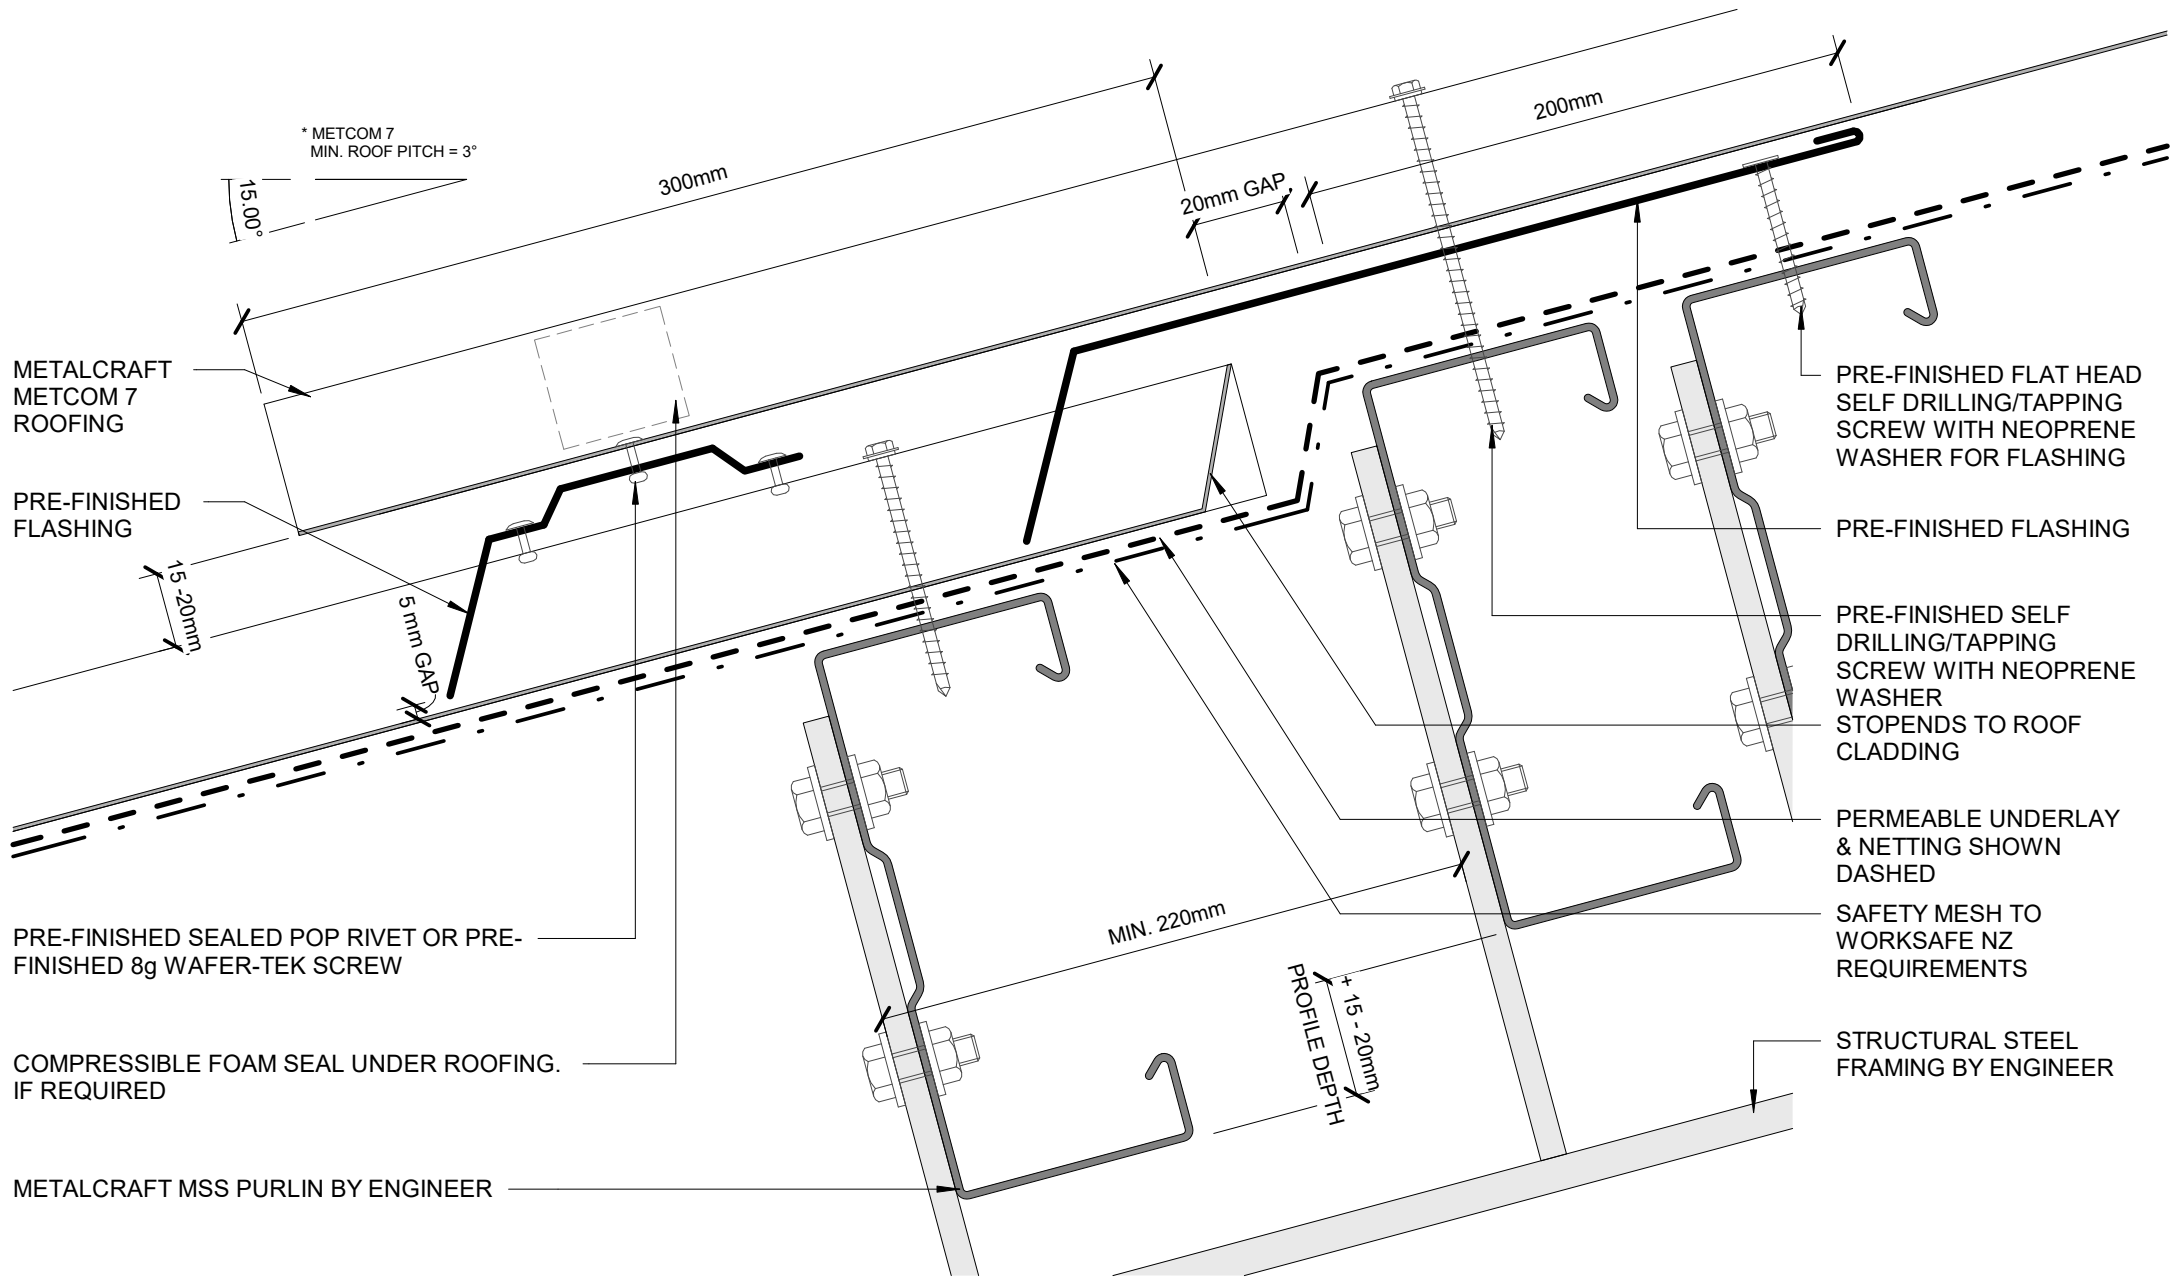 * METCOM 7
MIN. ROOF PITCH = 3°
15.00°
300mm
20mm GAP
200mm
METALCRAFT
METCOM 7
ROOFING
PRE-FINISHED
FLASHING
15 -20mm
5 mm GAP
PRE-FINISHED SEALED POP RIVET OR PRE-
FINISHED 8g WAFER-TEK SCREW
COMPRESSIBLE FOAM SEAL UNDER ROOFING.
IF REQUIRED
METALCRAFT MSS PURLIN BY ENGINEER
MIN. 220mm
PROFILE DEPTH
+ 15 - 20mm
PRE-FINISHED FLAT HEAD
SELF DRILLING/TAPPING
SCREW WITH NEOPRENE
WASHER FOR FLASHING
PRE-FINISHED FLASHING
PRE-FINISHED SELF
DRILLING/TAPPING
SCREW WITH NEOPRENE
WASHER
STOPENDS TO ROOF
CLADDING
PERMEABLE UNDERLAY
& NETTING SHOWN
DASHED
SAFETY MESH TO
WORKSAFE NZ
REQUIREMENTS
STRUCTURAL STEEL
FRAMING BY ENGINEER